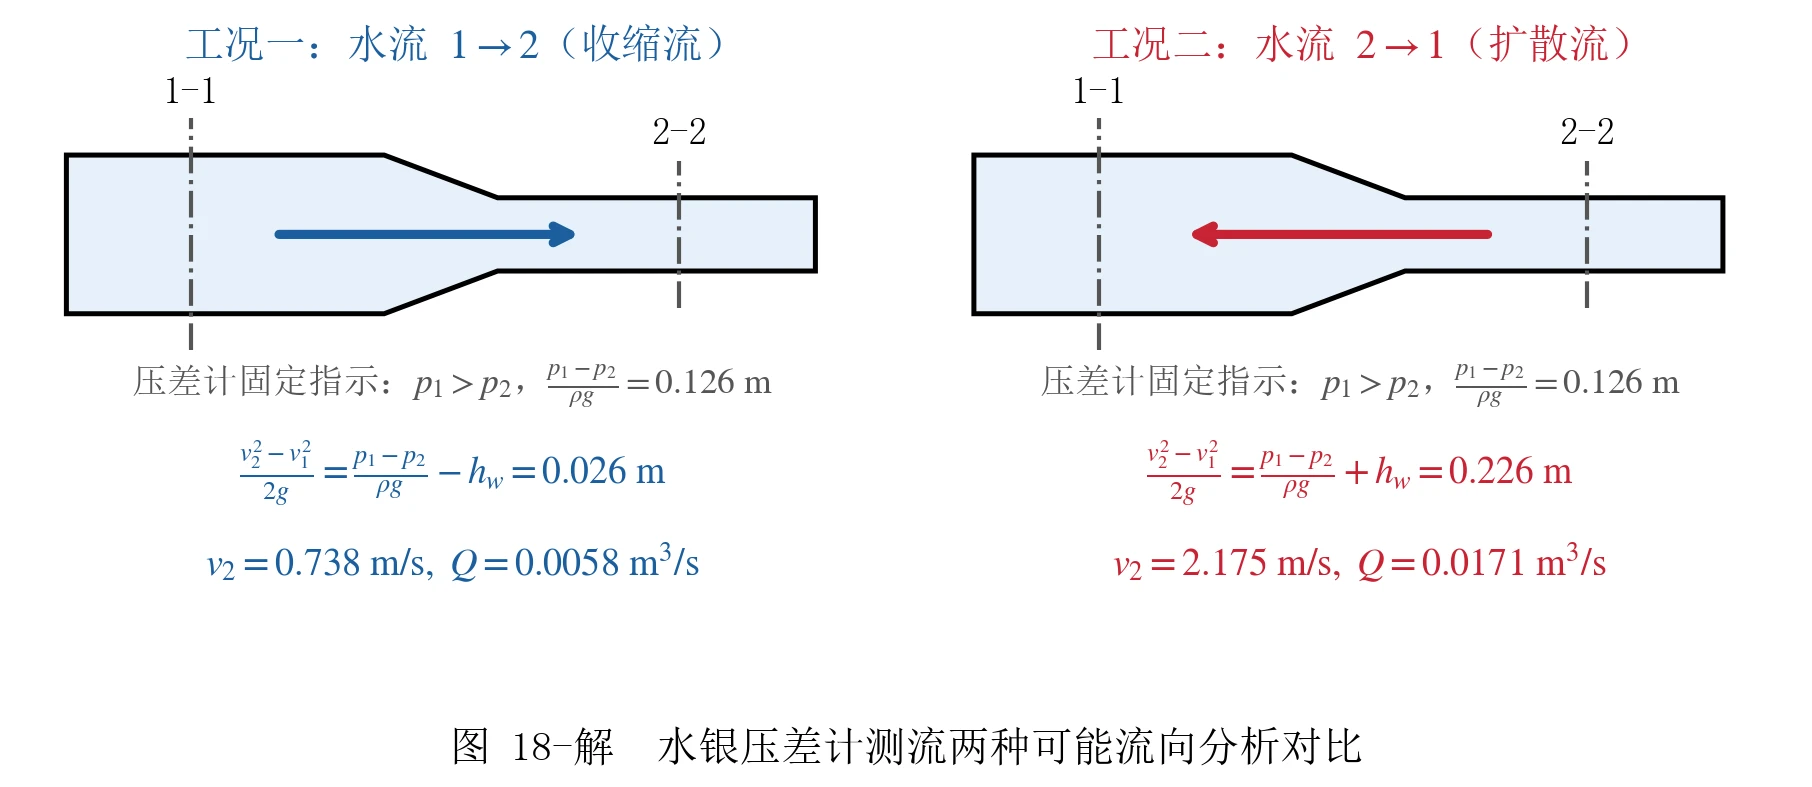 工况一：水流 1→2（收缩流）
1-1
2-2
压差计固定指示：p₁>p₂，(p₁−p₂)/ρg=0.126 m
(v₂²−v₁²)/2g=(p₁−p₂)/ρg−h_w=0.026 m
v₂=0.738 m/s, Q=0.0058 m³/s
工况二：水流 2→1（扩散流）
1-1
2-2
压差计固定指示：p₁>p₂，(p₁−p₂)/ρg=0.126 m
(v₂²−v₁²)/2g=(p₁−p₂)/ρg+h_w=0.226 m
v₂=2.175 m/s, Q=0.0171 m³/s
图 18-解　水银压差计测流两种可能流向分析对比